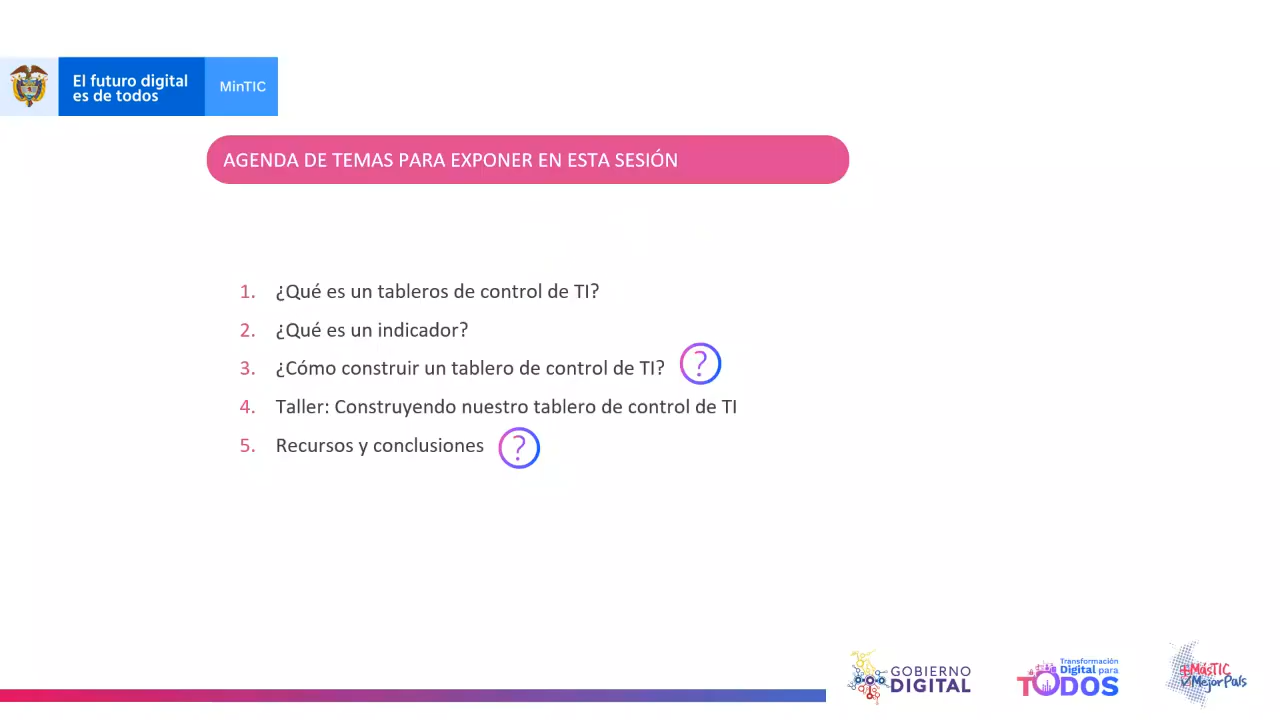 El futuro digital
es de todos
MinTIC
AGENDA DE TEMAS PARA EXPONER EN ESTA SESIÓN
1. ¿Qué es un tableros de control de TI?
2. ¿Qué es un indicador?
3. ¿Cómo construir un tablero de control de TI? ?
4. Taller: Construyendo nuestro tablero de control de TI
5. Recursos y conclusiones ?
GOBIERNO
DIGITAL
Transformación
Digital para
TODOS
+MásTIC
MejorPaís